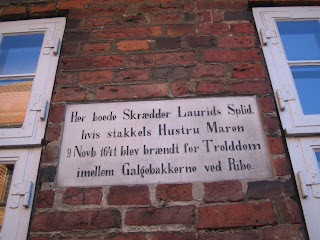 Her boede Skrædder Laurids Splid.
hvis stakkels Hustru Maren
9 Novb. 1641 blev brændt for Trolddom
imellem Galgebakkerne ved Ribe.